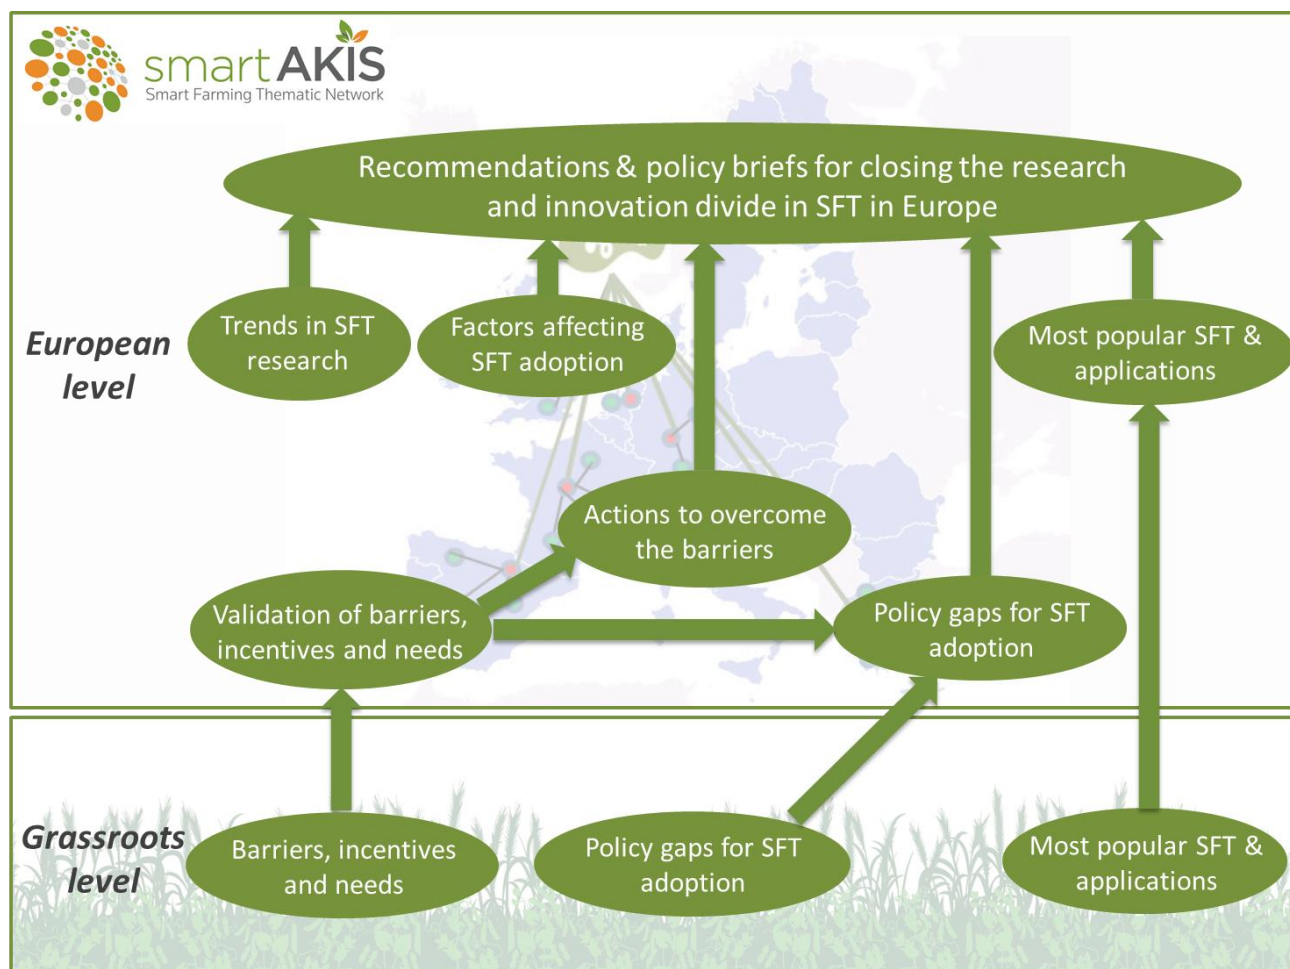 smart AKIS
Smart Farming Thematic Network
Recommendations & policy briefs for closing the research
and innovation divide in SFT in Europe
European
level
Trends in SFT
research
Factors affecting
SFT adoption
Most popular SFT &
applications
Actions to overcome
the barriers
Validation of barriers,
incentives and needs
Policy gaps for SFT
adoption
Grassroots
level
Barriers, incentives
and needs
Policy gaps for SFT
adoption
Most popular SFT &
applications